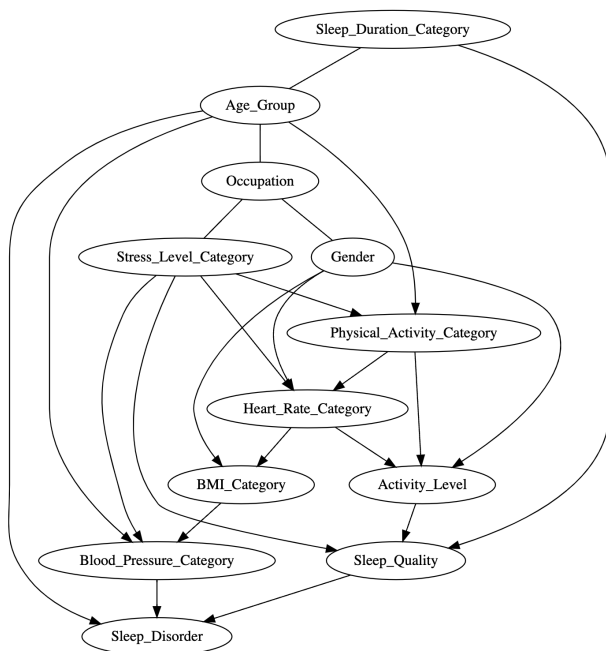 Sleep_Duration_Category
Age_Group
Occupation
Stress_Level_Category
Gender
Physical_Activity_Category
Heart_Rate_Category
BMI_Category
Activity_Level
Blood_Pressure_Category
Sleep_Quality
Sleep_Disorder